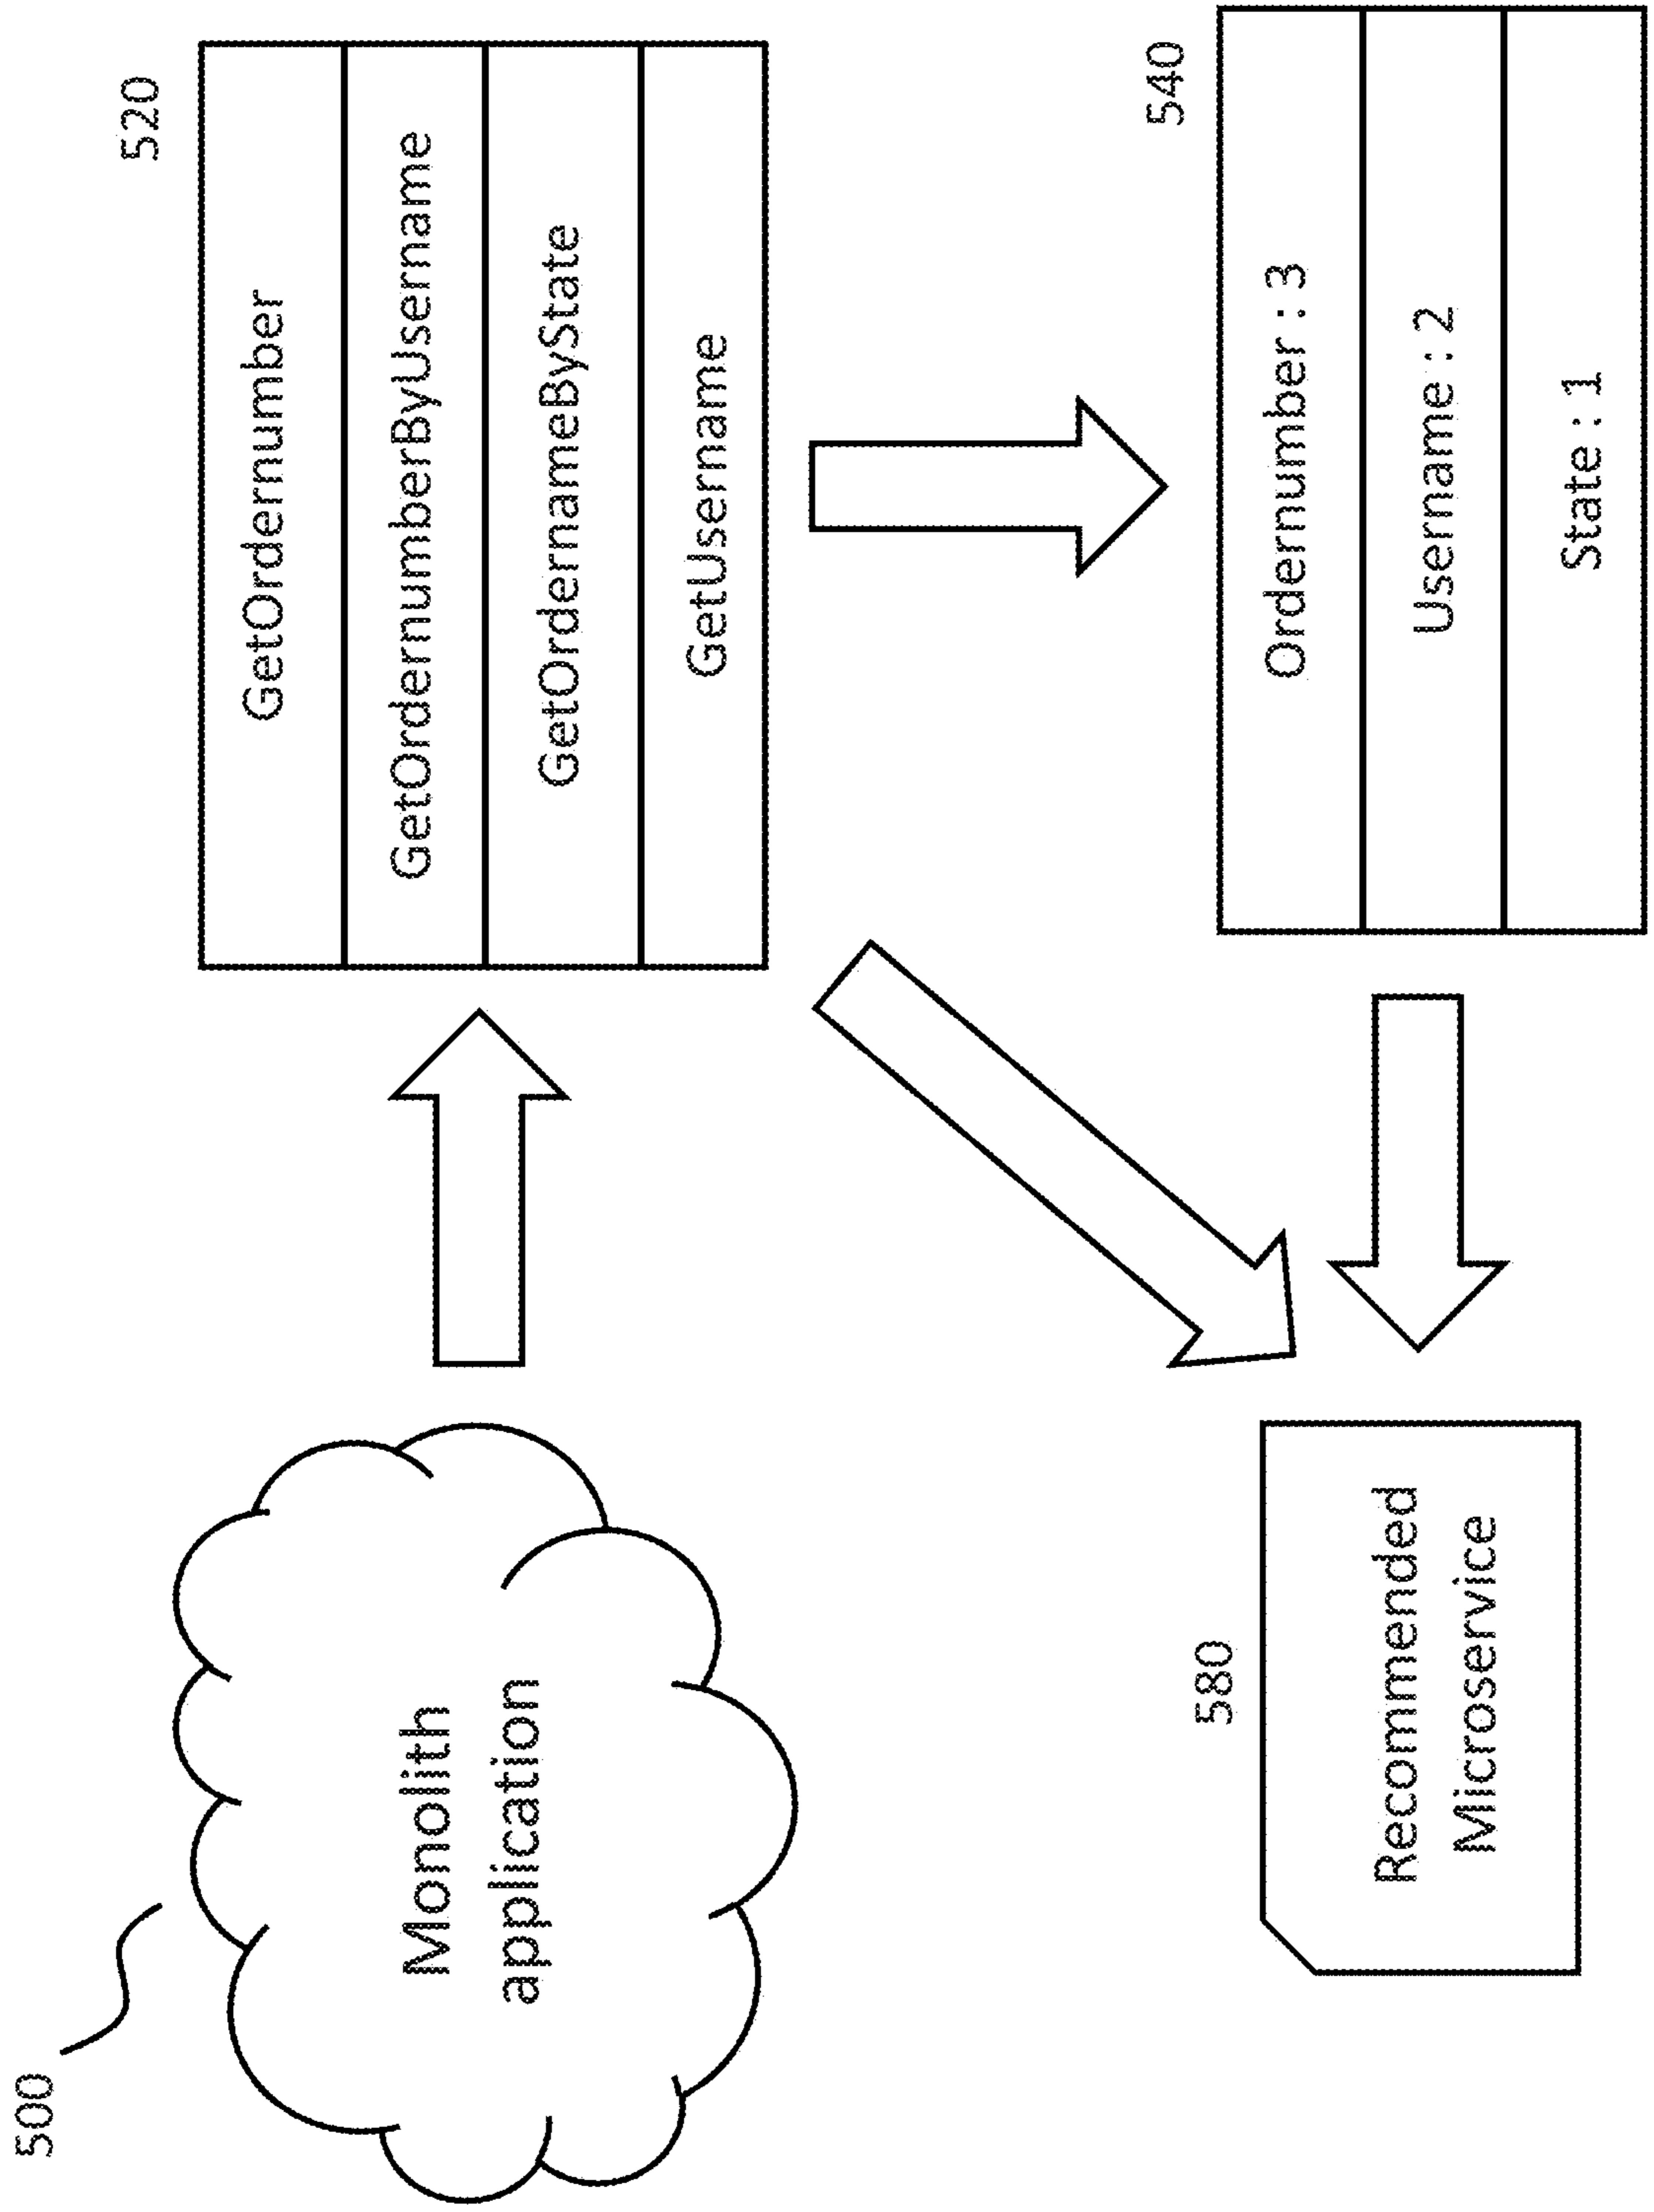 500
Monolith
application
520
GetOrdernumber
GetOrdernumberByUsername
GetOrdernameByState
GetUsername
580
Recommended
Microservice
540
Ordernumber : 3
Username : 2
State : 1